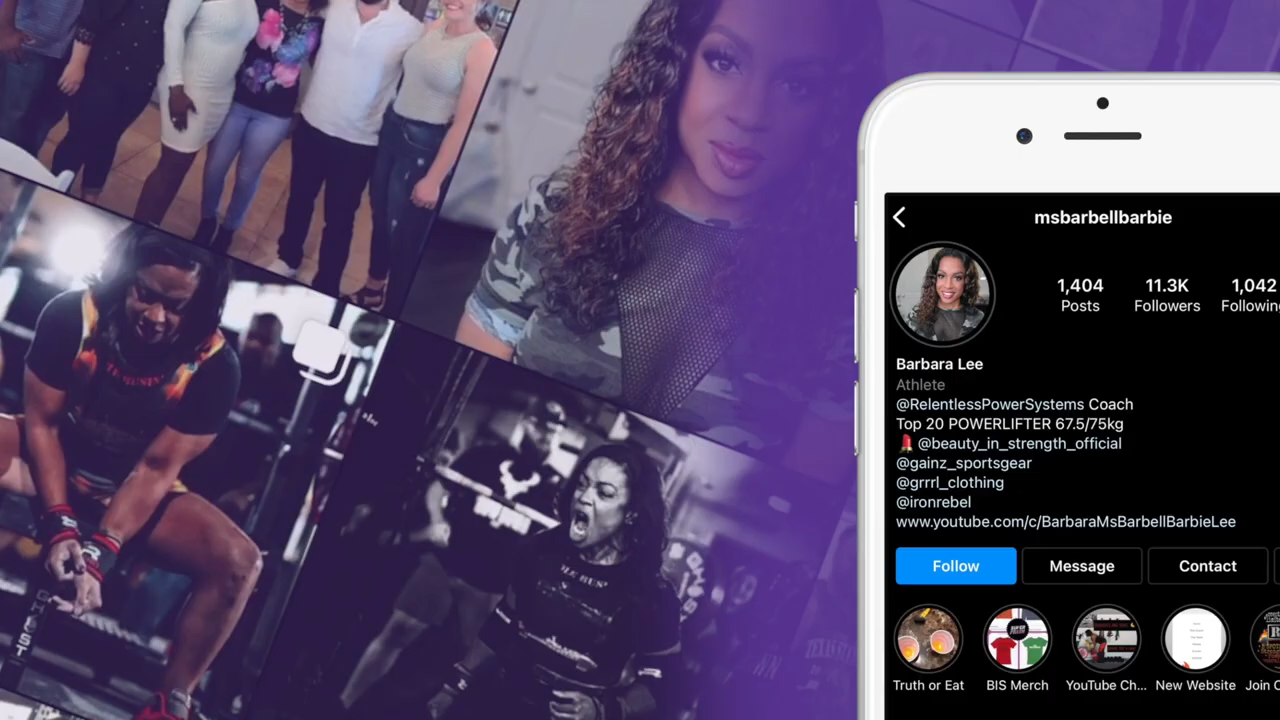 msbarbellbarbie
1,404
Posts
11.3K
Followers
1,042
Following
Barbara Lee
Athlete
@RelentlessPowerSystems Coach
Top 20 POWERLIFTER 67.5/75kg
@beauty_in_strength_official
@gainz_sportsgear
@grrrl_clothing
@ironrebel
www.youtube.com/c/BarbaraMsBarbellBarbieLee
Follow
Message
Contact
Truth or Eat
BIS Merch
YouTube Ch...
New Website
Join